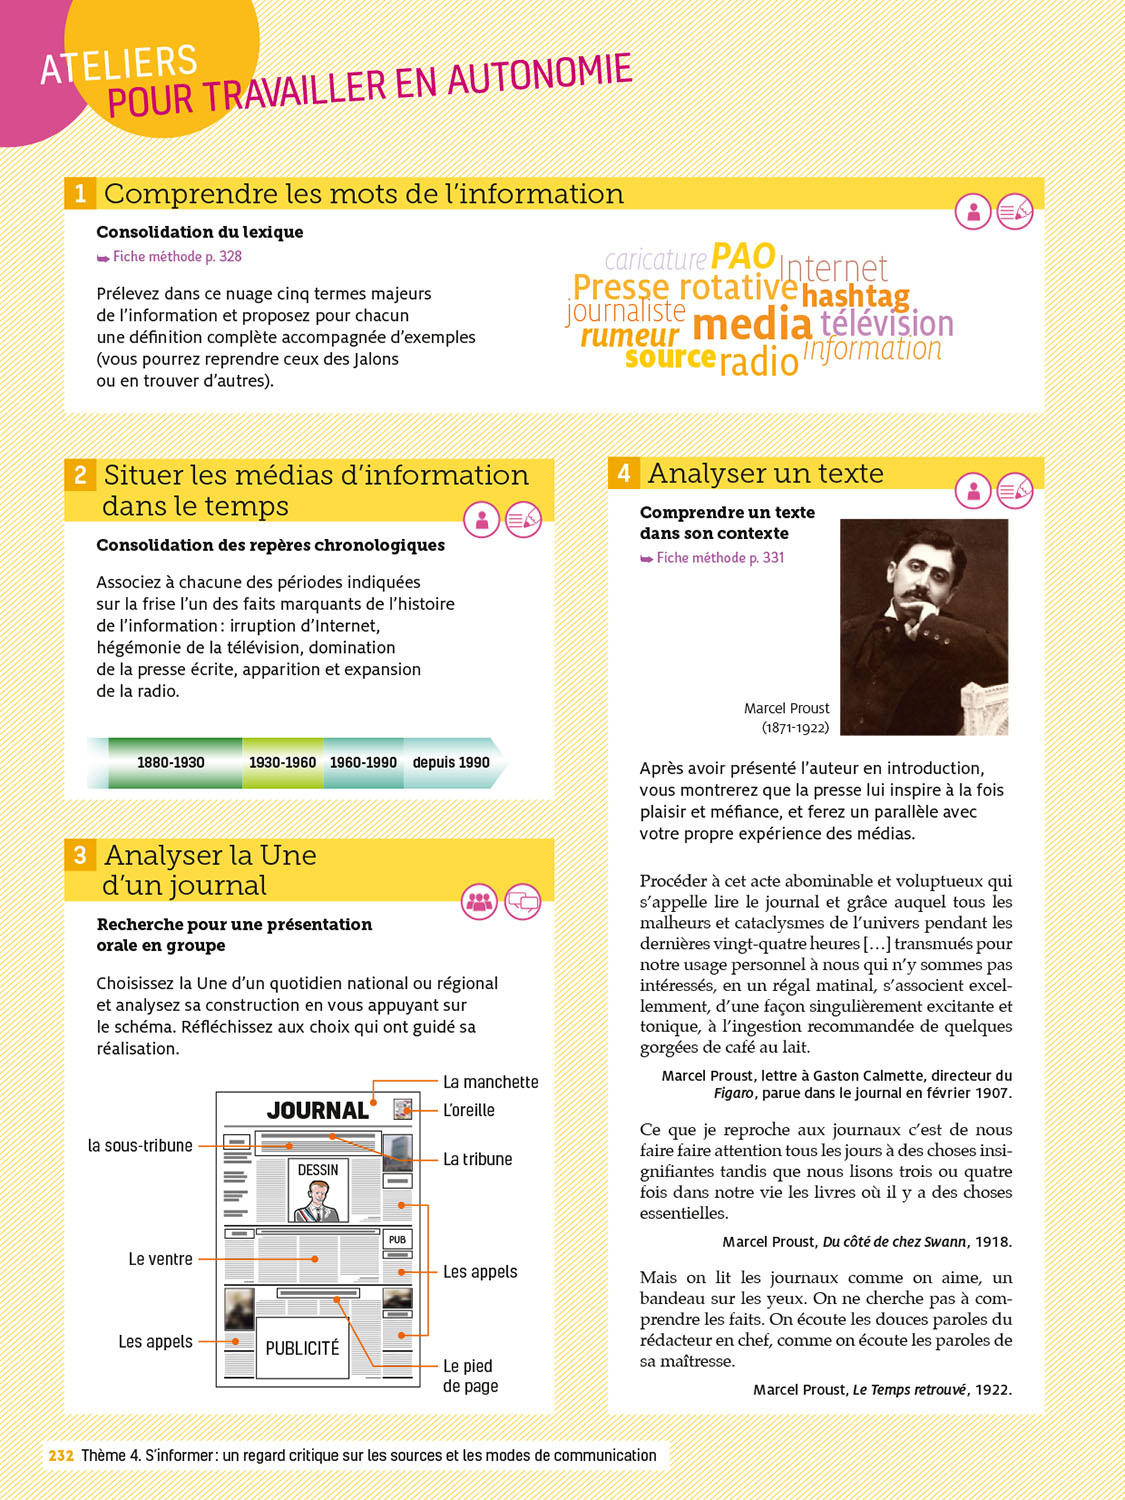 ATELIERS
POUR TRAVAILLER EN AUTONOMIE
1 Comprendre les mots de l'information
Consolidation du lexique
➥ Fiche méthode p. 328
Prélevez dans ce nuage cinq termes majeurs
de l'information et proposez pour chacun
une définition complète accompagnée d'exemples
(vous pourrez reprendre ceux des Jalons
ou en trouver d'autres).
caricature PAO Internet
Presse rotative hashtag
journaliste
rumeur media télévision
source radio information
2 Situer les médias d'information
dans le temps
Consolidation des repères chronologiques
Associez à chacune des périodes indiquées
sur la frise l'un des faits marquants de l'histoire
de l'information : irruption d'Internet,
hégémonie de la télévision, domination
de la presse écrite, apparition et expansion
de la radio.
1880-1930 1930-1960 1960-1990 depuis 1990
3 Analyser la Une
d'un journal
Recherche pour une présentation
orale en groupe
Choisissez la Une d'un quotidien national ou régional
et analysez sa construction en vous appuyant sur
le schéma. Réfléchissez aux choix qui ont guidé sa
réalisation.
La manchette
JOURNAL
L'oreille
la sous-tribune
La tribune
DESSIN
PUB
Le ventre
Les appels
Les appels
PUBLICITÉ
Le pied
de page
4 Analyser un texte
Comprendre un texte
dans son contexte
➥ Fiche méthode p. 331
Marcel Proust
(1871-1922)
Après avoir présenté l'auteur en introduction,
vous montrerez que la presse lui inspire à la fois
plaisir et méfiance, et ferez un parallèle avec
votre propre expérience des médias.
Procéder à cet acte abominable et voluptueux qui
s'appelle lire le journal et grâce auquel tous les
malheurs et cataclysmes de l'univers pendant les
dernières vingt-quatre heures […] transmués pour
notre usage personnel à nous qui n'y sommes pas
intéressés, en un régal matinal, s'associent excel-
lemment, d'une façon singulièrement excitante et
tonique, à l'ingestion recommandée de quelques
gorgées de café au lait.
Marcel Proust, lettre à Gaston Calmette, directeur du
Figaro, parue dans le journal en février 1907.
Ce que je reproche aux journaux c'est de nous
faire faire attention tous les jours à des choses insi-
gnifiantes tandis que nous lisons trois ou quatre
fois dans notre vie les livres où il y a des choses
essentielles.
Marcel Proust, Du côté de chez Swann, 1918.
Mais on lit les journaux comme on aime, un
bandeau sur les yeux. On ne cherche pas à com-
prendre les faits. On écoute les douces paroles du
rédacteur en chef, comme on écoute les paroles de
sa maîtresse.
Marcel Proust, Le Temps retrouvé, 1922.
232 Thème 4. S'informer : un regard critique sur les sources et les modes de communication